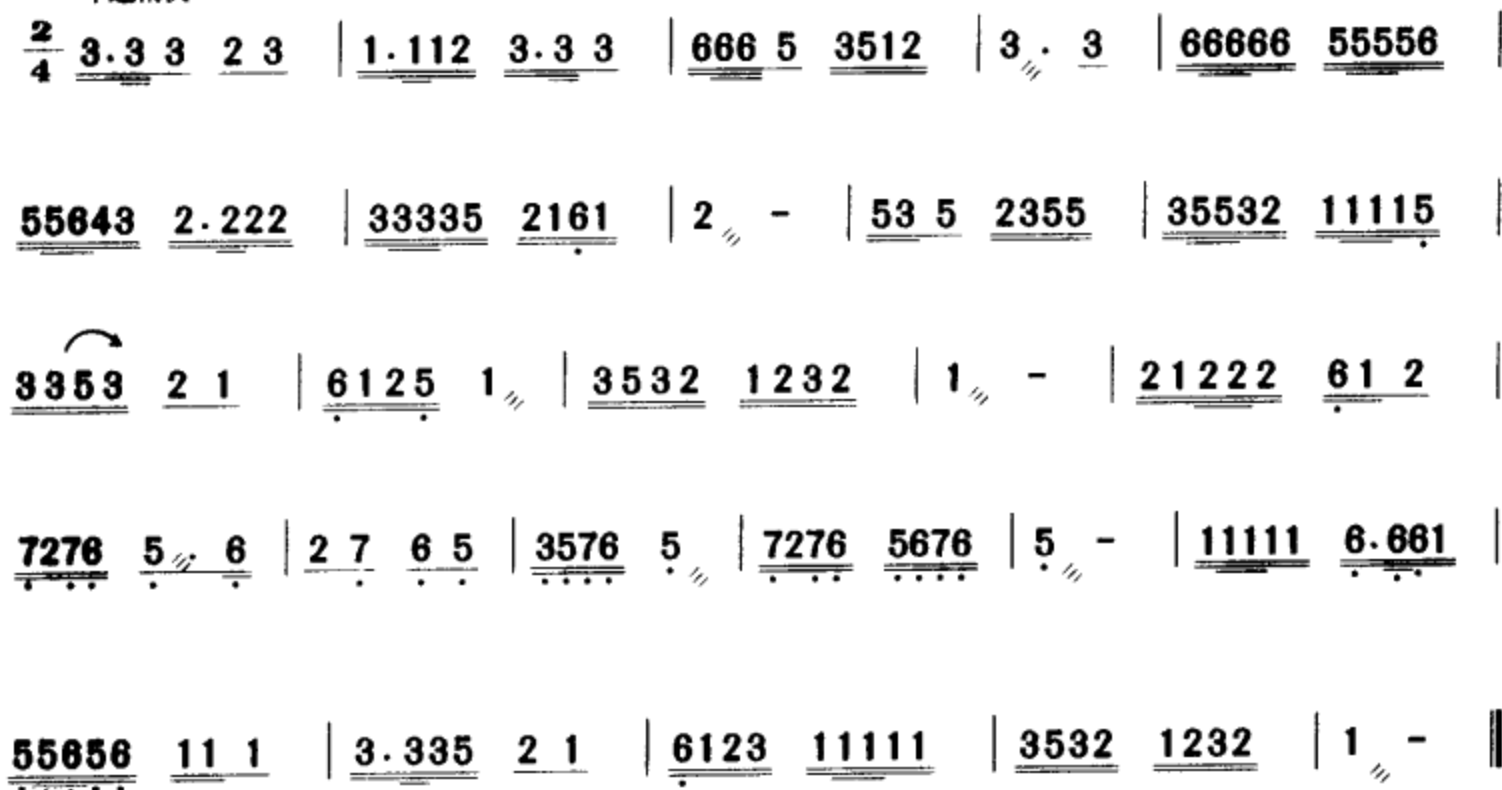 2/4 3·3 3 2 3 | 1·112 3·3 3 | 666 5 3512 | 3 · 3 | 66666 55556 |
55643 2·222 | 33335 2161 | 2 - | 53 5 2355 | 35532 11115 |
3353 2 1 | 6125 1 | 3532 1232 | 1 - | 21222 61 2 |
7276 5 · 6 | 2 7 6 5 | 3576 5 | 7276 5676 | 5 - | 11111 6·661 |
55656 11 1 | 3·335 2 1 | 6123 11111 | 3532 1232 | 1 - ‖